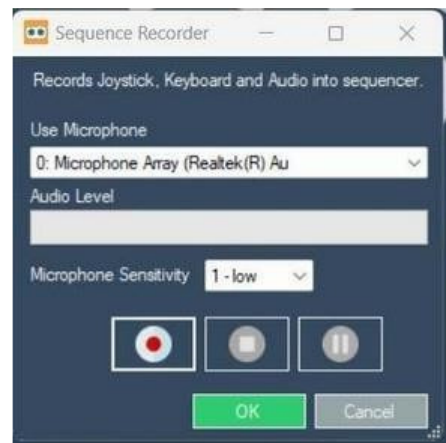 Sequence Recorder
Records Joystick, Keyboard and Audio into sequencer.
Use Microphone
0: Microphone Array (Realtek(R) Au
Audio Level
Microphone Sensitivity 1 - low
OK Cancel